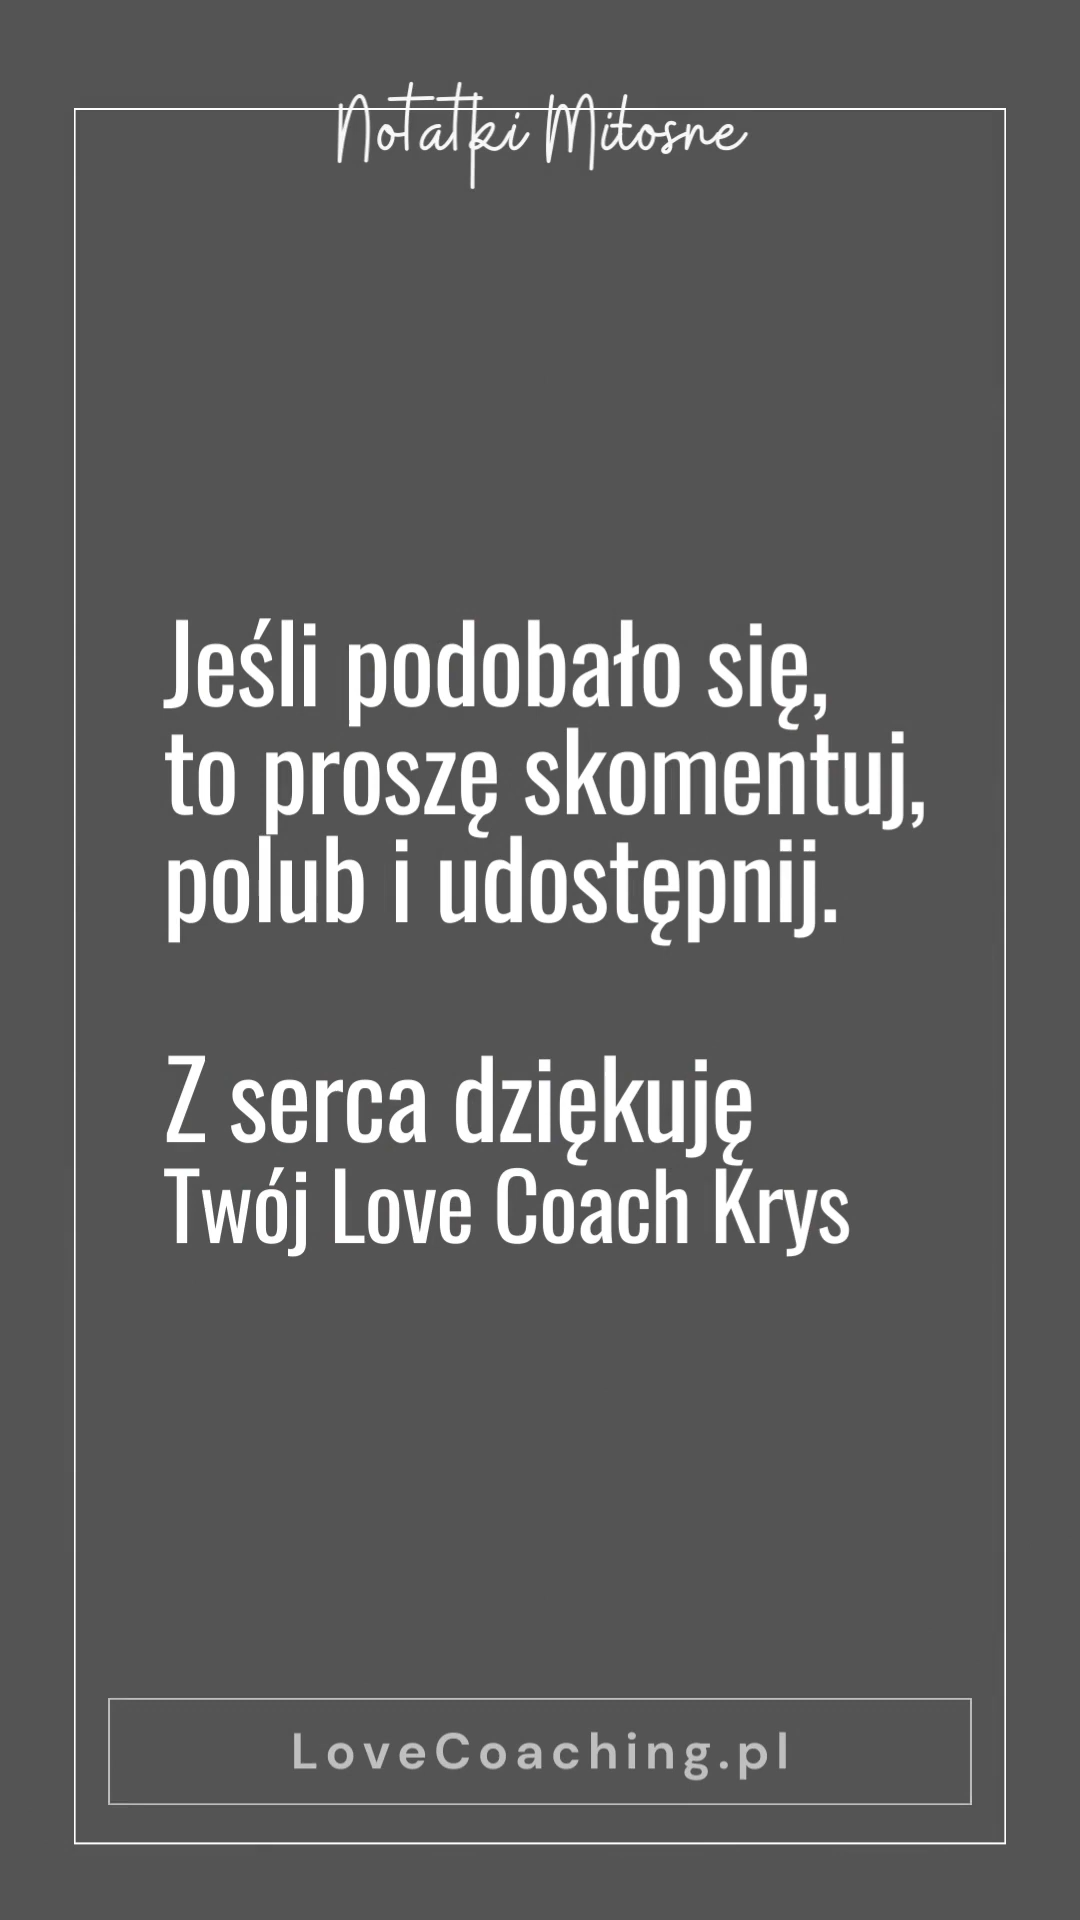 Notatki Miłosne
Jeśli podobało się,
to proszę skomentuj,
polub i udostępnij.
Z serca dziękuję
Twój Love Coach Krys
LoveCoaching.pl